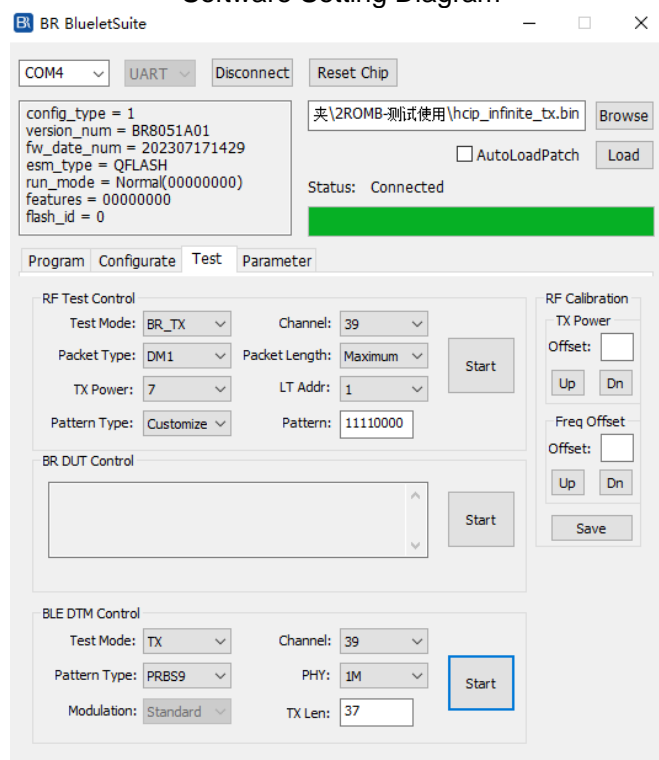 Software Setting Diagram
BR BR BlueletSuite
COM4 UART Disconnect Reset Chip
config_type = 1
version_num = BR8051A01
fw_date_num = 202307171429
esm_type = QFLASH
run_mode = Normal(00000000)
features = 00000000
flash_id = 0
夹\2ROMB-测试使用\hcip_infinite_tx.bin Browse
AutoLoadPatch Load
Status: Connected
Program Configurate Test Parameter
RF Test Control
Test Mode: BR_TX Channel: 39
Packet Type: DM1 Packet Length: Maximum
TX Power: 7 LT Addr: 1
Pattern Type: Customize Pattern: 11110000
Start
RF Calibration
TX Power
Offset:
Up Dn
Freq Offset
Offset:
Up Dn
Save
BR DUT Control
Start
BLE DTM Control
Test Mode: TX Channel: 39
Pattern Type: PRBS9 PHY: 1M
Modulation: Standard TX Len: 37
Start